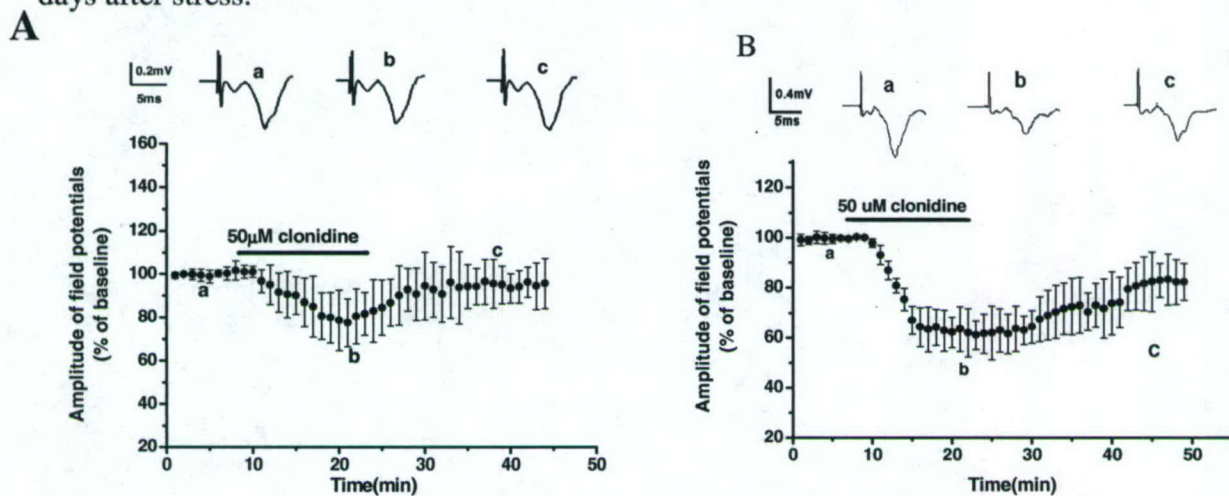 days after stress.
A
0.2mV
5ms
a
b
c
160
140
120
100
80
60
40
20
50μM clonidine
a
b
c
0
10
20
30
40
50
Time(min)
Amplitude of field potentials
(% of baseline)
B
0.4mV
5ms
a
b
c
120
100
80
60
40
20
50 uM clonidine
a
b
c
0
10
20
30
40
50
Time(min)
Amplitude of field potentials
(% of baseline)